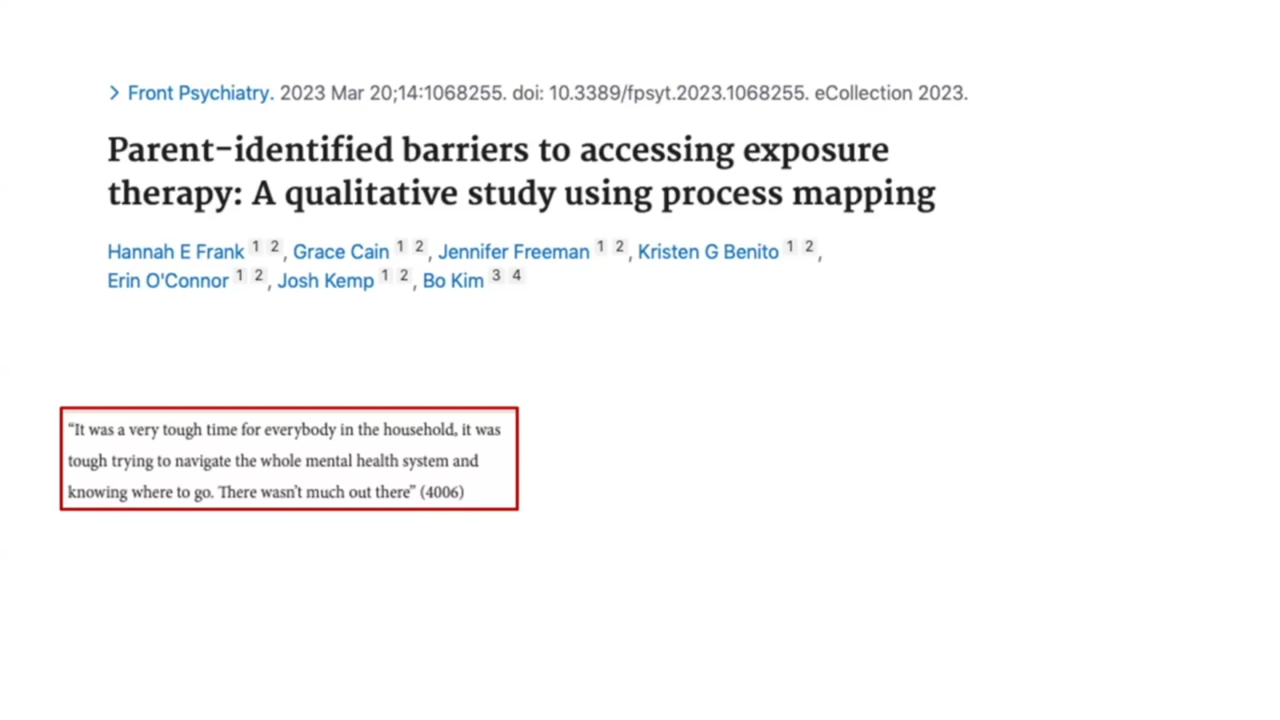 > Front Psychiatry. 2023 Mar 20;14:1068255. doi: 10.3389/fpsyt.2023.1068255. eCollection 2023.
Parent-identified barriers to accessing exposure
therapy: A qualitative study using process mapping
Hannah E Frank 1 2, Grace Cain 1 2, Jennifer Freeman 1 2, Kristen G Benito 1 2,
Erin O'Connor 1 2, Josh Kemp 1 2, Bo Kim 3 4
“It was a very tough time for everybody in the household, it was
tough trying to navigate the whole mental health system and
knowing where to go. There wasn’t much out there” (4006)